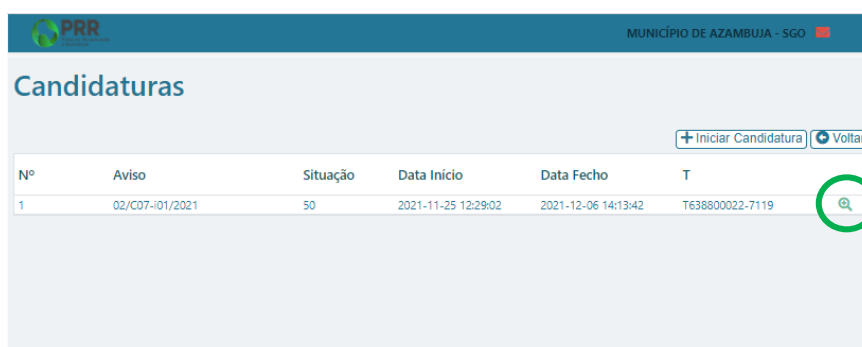 PRR
MUNICÍPIO DE AZAMBUJA - SGO
Candidaturas
Iniciar Candidatura Voltar
Nº Aviso Situação Data Início Data Fecho T
1 02/C07-i01/2021 50 2021-11-25 12:29:02 2021-12-06 14:13:42 T638800022-7119